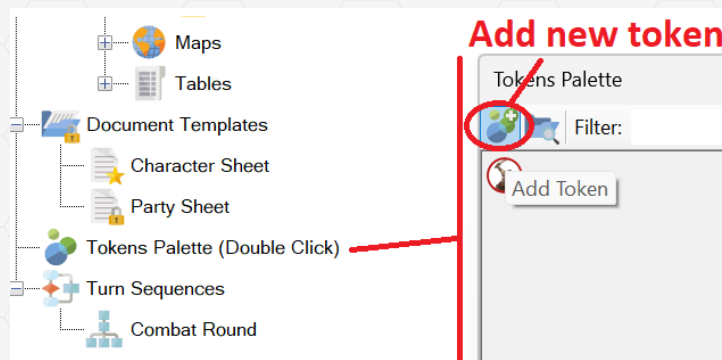 Maps
Tables
Document Templates
Character Sheet
Party Sheet
Tokens Palette (Double Click)
Turn Sequences
Combat Round
Add new token
Tokens Palette
Filter:
Add Token